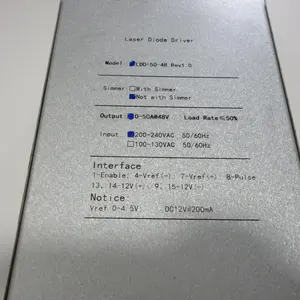 Laser Diode Driver
Model: LDD-50-48 Rev1.0
Simmer □With Simmer
■Not with Simmer
Output: ■0-50A@48V Load Rate≤50%
Input ■200-240VAC 50/60Hz
□100-130VAC 50/60Hz
Interface
1-Enable; 4-Vref(-); 7-Vref(+); 8-Pulse
13、14-12V(+); 9、15-12V(-)
Notice:
Vref 0-4.5V DC12V@200mA